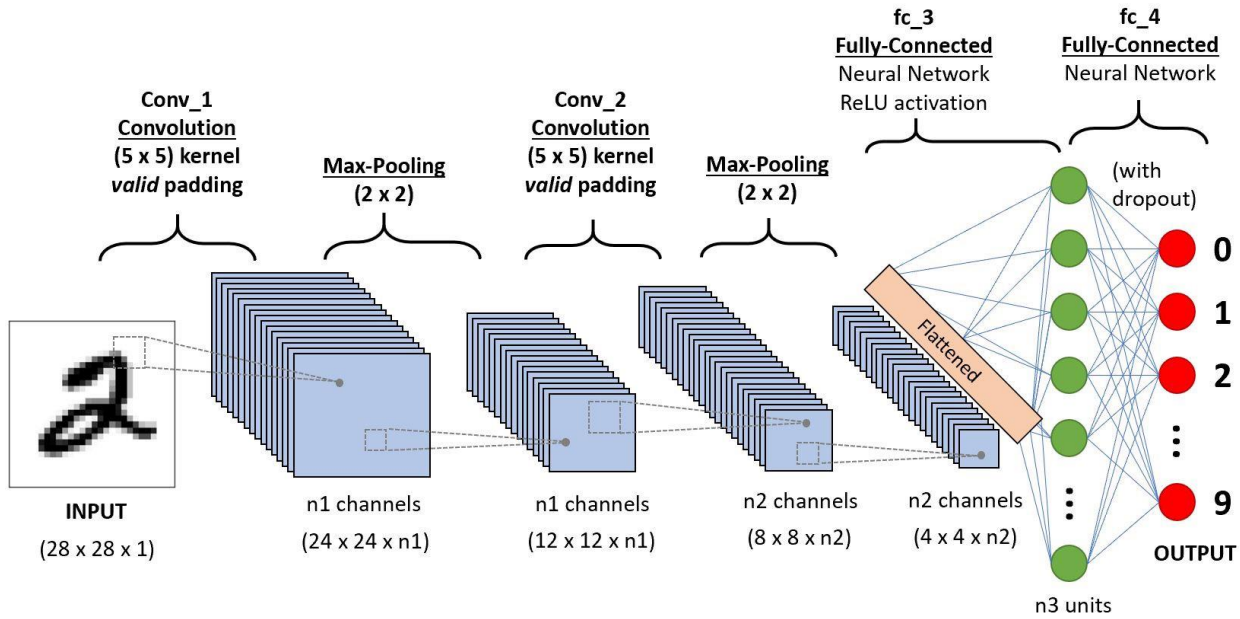 Conv_1
Convolution
(5 x 5) kernel
valid padding
Max-Pooling
(2 x 2)
Conv_2
Convolution
(5 x 5) kernel
valid padding
Max-Pooling
(2 x 2)
fc_3
Fully-Connected
Neural Network
ReLU activation
fc_4
Fully-Connected
Neural Network
(with
dropout)
INPUT
(28 x 28 x 1)
n1 channels
(24 x 24 x n1)
n1 channels
(12 x 12 x n1)
n2 channels
(8 x 8 x n2)
n2 channels
(4 x 4 x n2)
Flattened
n3 units
0
1
2
9
OUTPUT
2